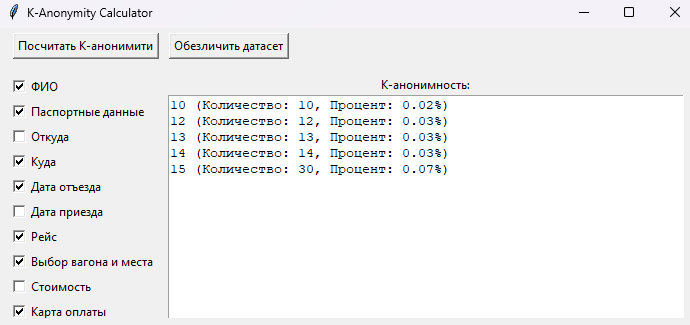 K-Anonymity Calculator
Посчитать К-анонимити
Обезличить датасет
К-анонимность:
ФИО
Паспортные данные
Откуда
Куда
Дата отъезда
Дата приезда
Рейс
Выбор вагона и места
Стоимость
Карта оплаты
10 (Количество: 10, Процент: 0.02%)
12 (Количество: 12, Процент: 0.03%)
13 (Количество: 13, Процент: 0.03%)
14 (Количество: 14, Процент: 0.03%)
15 (Количество: 30, Процент: 0.07%)